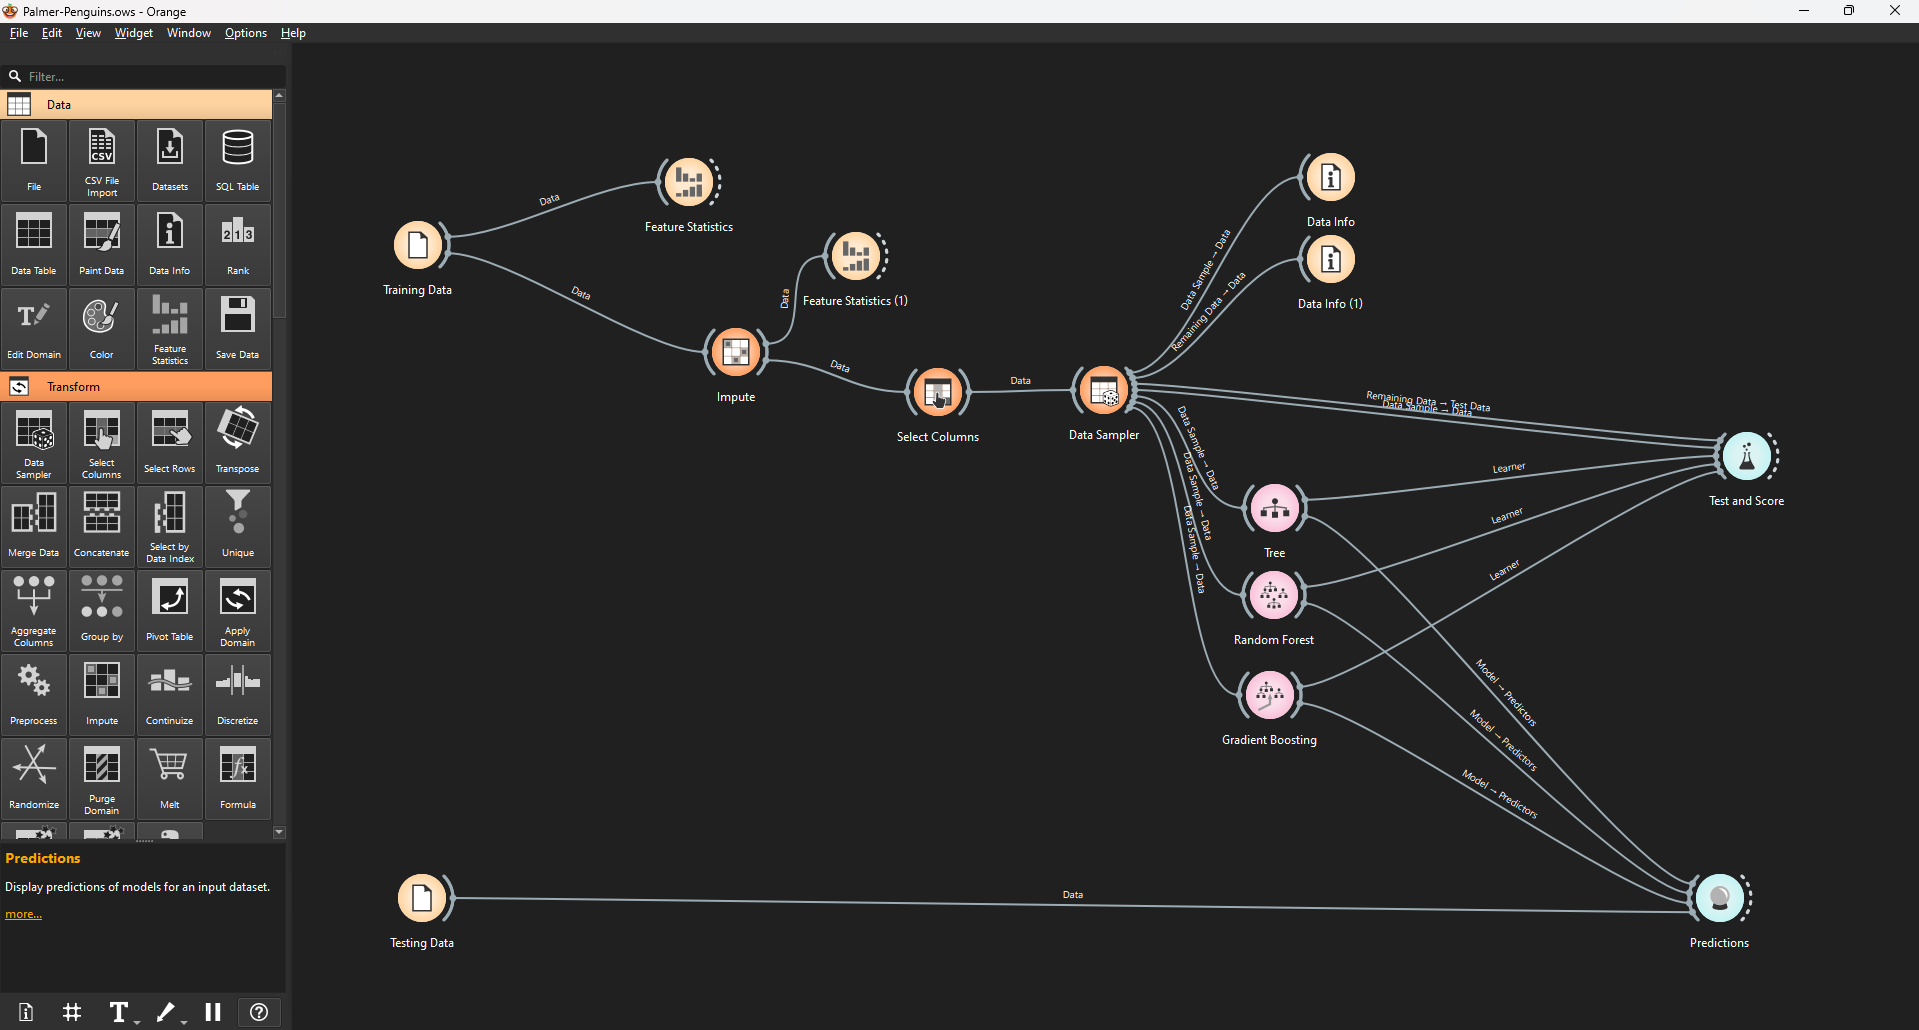 Palmer-Penguins.ows - Orange
File Edit View Widget Window Options Help
Filter...
Data
File
CSV File
Import
Datasets
SQL Table
Data Table
Paint Data
Data Info
Rank
Edit Domain
Color
Feature
Statistics
Save Data
Transform
Data
Sampler
Select
Columns
Select Rows
Transpose
Merge Data
Concatenate
Select by
Data Index
Unique
Aggregate
Columns
Group by
Pivot Table
Apply
Domain
Preprocess
Impute
Continuize
Discretize
Randomize
Purge
Domain
Melt
Formula
Predictions
Display predictions of models for an input dataset.
more...
Training Data
Data
Feature Statistics
Data
Data
Feature Statistics (1)
Impute
Data
Select Columns
Data
Data Sampler
Data Sample → Data
Data Info
Remaining Data → Data
Data Info (1)
Remaining Data → Test Data
Data Sample → Data
Data Sample → Data
Data Sample → Data
Data Sample → Data
Tree
Random Forest
Gradient Boosting
Learner
Learner
Learner
Test and Score
Model → Predictors
Model → Predictors
Model → Predictors
Testing Data
Data
Predictions